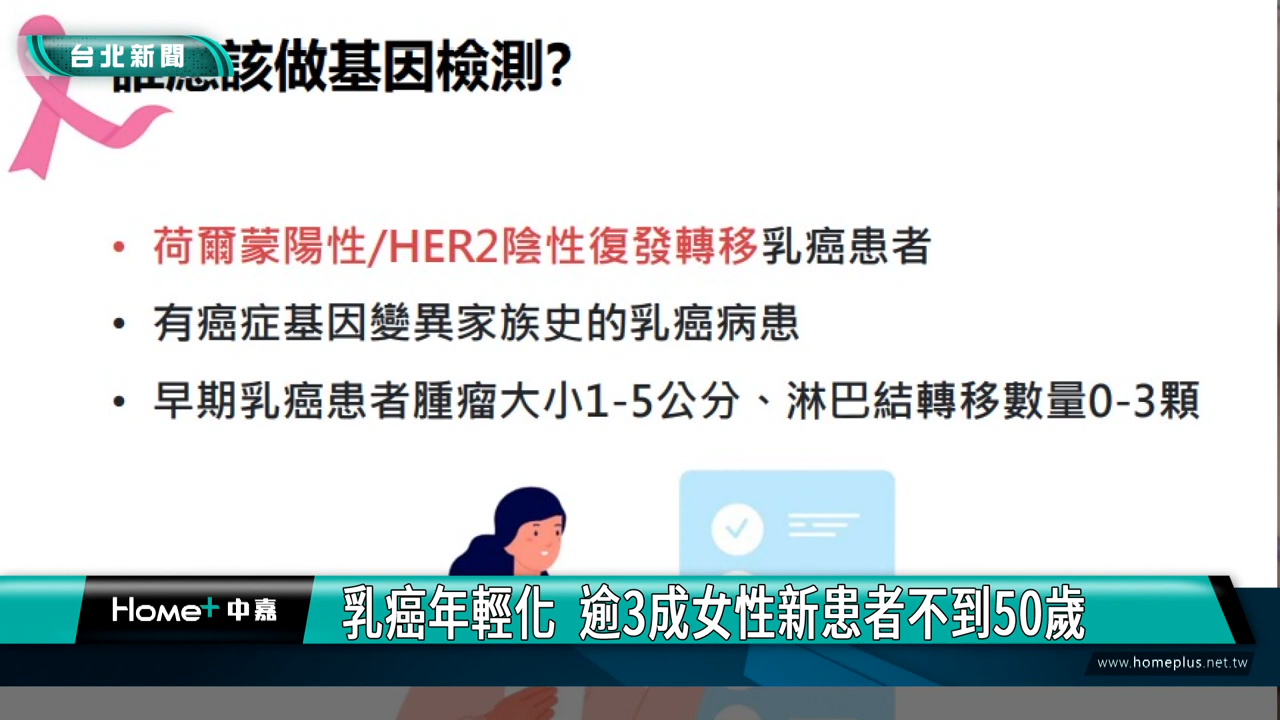 台北新聞
誰應該做基因檢測?
• 荷爾蒙陽性/HER2陰性復發轉移乳癌患者
• 有癌症基因變異家族史的乳癌病患
• 早期乳癌患者腫瘤大小1-5公分、淋巴結轉移數量0-3顆
Home+ 中嘉
乳癌年輕化 逾3成女性新患者不到50歲
www.homeplus.net.tw